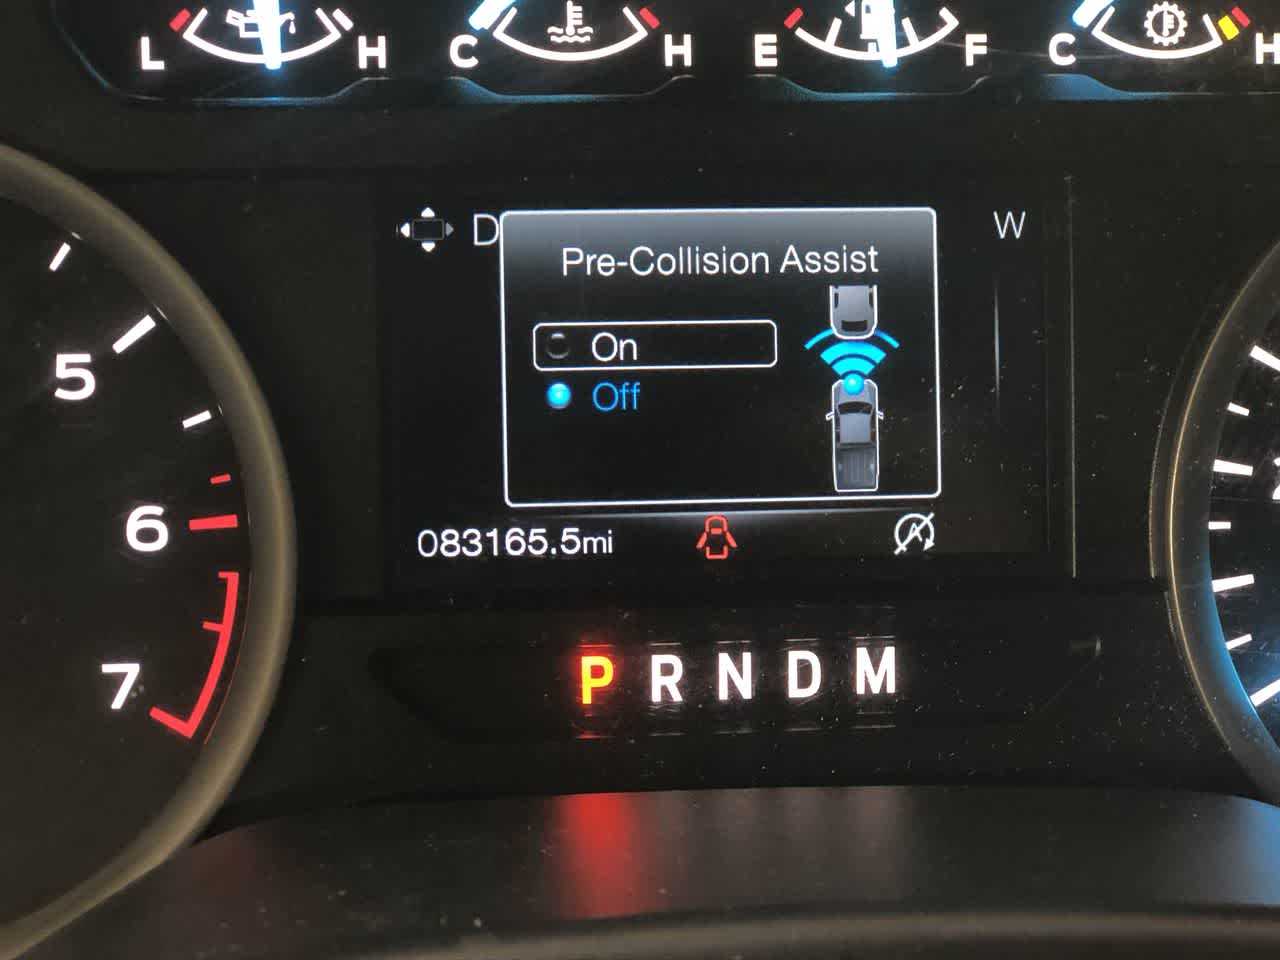 L H C H E F C H
D W
Pre-Collision Assist
On
Off
5
6
7
083165.5mi
A
P R N D M